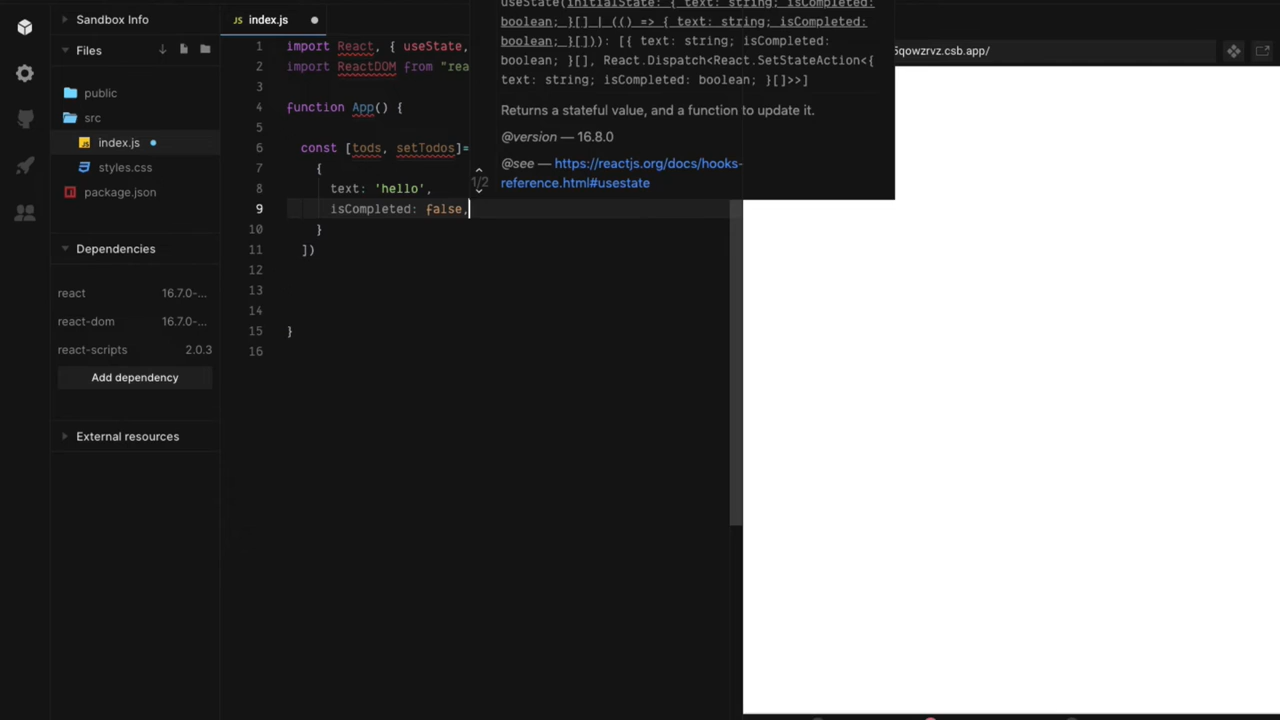 Sandbox Info
index.js
Files
public
src
index.js
styles.css
package.json
Dependencies
react 16.7.0-...
react-dom 16.7.0-...
react-scripts 2.0.3
Add dependency
External resources
1 import React, { useState,
2 import ReactDOM from "rea
3
4 function App() {
5
6 const [tods, setTodos]=
7 {
8 text: 'hello',
9 isCompleted: false,
10 }
11 ])
12
13
14
15 }
16
useState(initialState: { text: string; isCompleted:
boolean; }[] | (() => { text: string; isCompleted:
boolean; }[])): [{ text: string; isCompleted:
boolean; }[], React.Dispatch<React.SetStateAction<{
text: string; isCompleted: boolean; }[]>>]
Returns a stateful value, and a function to update it.
@version — 16.8.0
@see — https://reactjs.org/docs/hooks-
reference.html#usestate
1/2
5qowzrvz.csb.app/